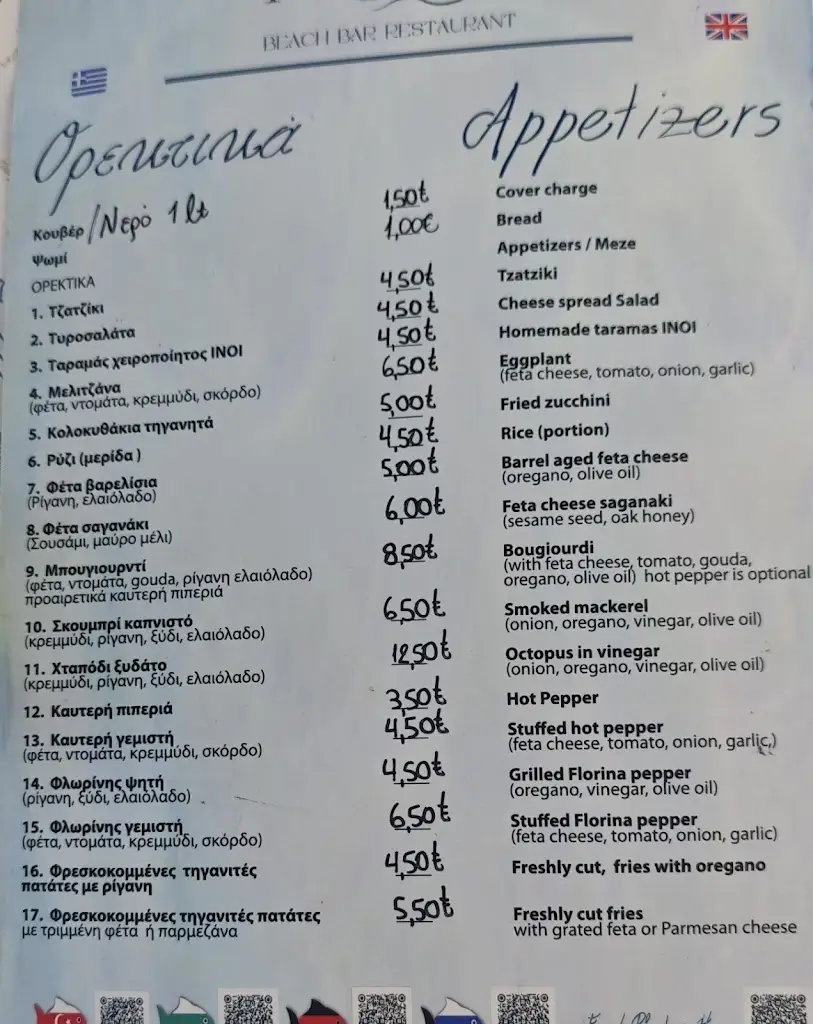 BEACH BAR RESTAURANT
Ορεκτικά
Appetizers
Κουβέρ/Νερό 1lt 1,50€ Cover charge
Ψωμί 1,00€ Bread
ΟΡΕΚΤΙΚΑ Appetizers / Meze
1. Τζατζίκι 4,50€ Tzatziki
2. Τυροσαλάτα 4,50€ Cheese spread Salad
3. Ταραμάς χειροποίητος ΙΝΟΙ 4,50€ Homemade taramas INOI
4. Μελιτζάνα 6,50€ Eggplant
(φέτα, ντομάτα, κρεμμύδι, σκόρδο) (feta cheese, tomato, onion, garlic)
5. Κολοκυθάκια τηγανητά 5,00€ Fried zucchini
6. Ρύζι (μερίδα ) 4,50€ Rice (portion)
7. Φέτα βαρελίσια 5,00€ Barrel aged feta cheese
(Ρίγανη, ελαιόλαδο) (oregano, olive oil)
8. Φέτα σαγανάκι 6,00€ Feta cheese saganaki
(Σουσάμι, μαύρο μέλι) (sesame seed, oak honey)
9. Μπουγιουρντί 8,50€ Bougiourdi
(φέτα, ντομάτα, gouda, ρίγανη ελαιόλαδο) (with feta cheese, tomato, gouda,
προαιρετικά καυτερή πιπεριά oregano, olive oil) hot pepper is optional
10. Σκουμπρί καπνιστό 6,50€ Smoked mackerel
(κρεμμύδι, ρίγανη, ξύδι, ελαιόλαδο) (onion, oregano, vinegar, olive oil)
11. Χταπόδι ξυδάτο 12,50€ Octopus in vinegar
(κρεμμύδι, ρίγανη, ξύδι, ελαιόλαδο) (onion, oregano, vinegar, olive oil)
12. Καυτερή πιπεριά 3,50€ Hot Pepper
13. Καυτερή γεμιστή 4,50€ Stuffed hot pepper
(φέτα, ντομάτα, κρεμμύδι, σκόρδο) (feta cheese, tomato, onion, garlic,)
14. Φλωρίνης ψητή 4,50€ Grilled Florina pepper
(ρίγανη, ξύδι, ελαιόλαδο) (oregano, vinegar, olive oil)
15. Φλωρίνης γεμιστή 6,50€ Stuffed Florina pepper
(φέτα, ντομάτα, κρεμμύδι, σκόρδο) (feta cheese, tomato, onion, garlic)
16. Φρεσκοκομμένες τηγανιτές 4,50€ Freshly cut, fries with oregano
πατάτες με ρίγανη
17. Φρεσκοκομμένες τηγανιτές πατάτες 5,50€ Freshly cut fries
με τριμμένη φέτα ή παρμεζάνα with grated feta or Parmesan cheese